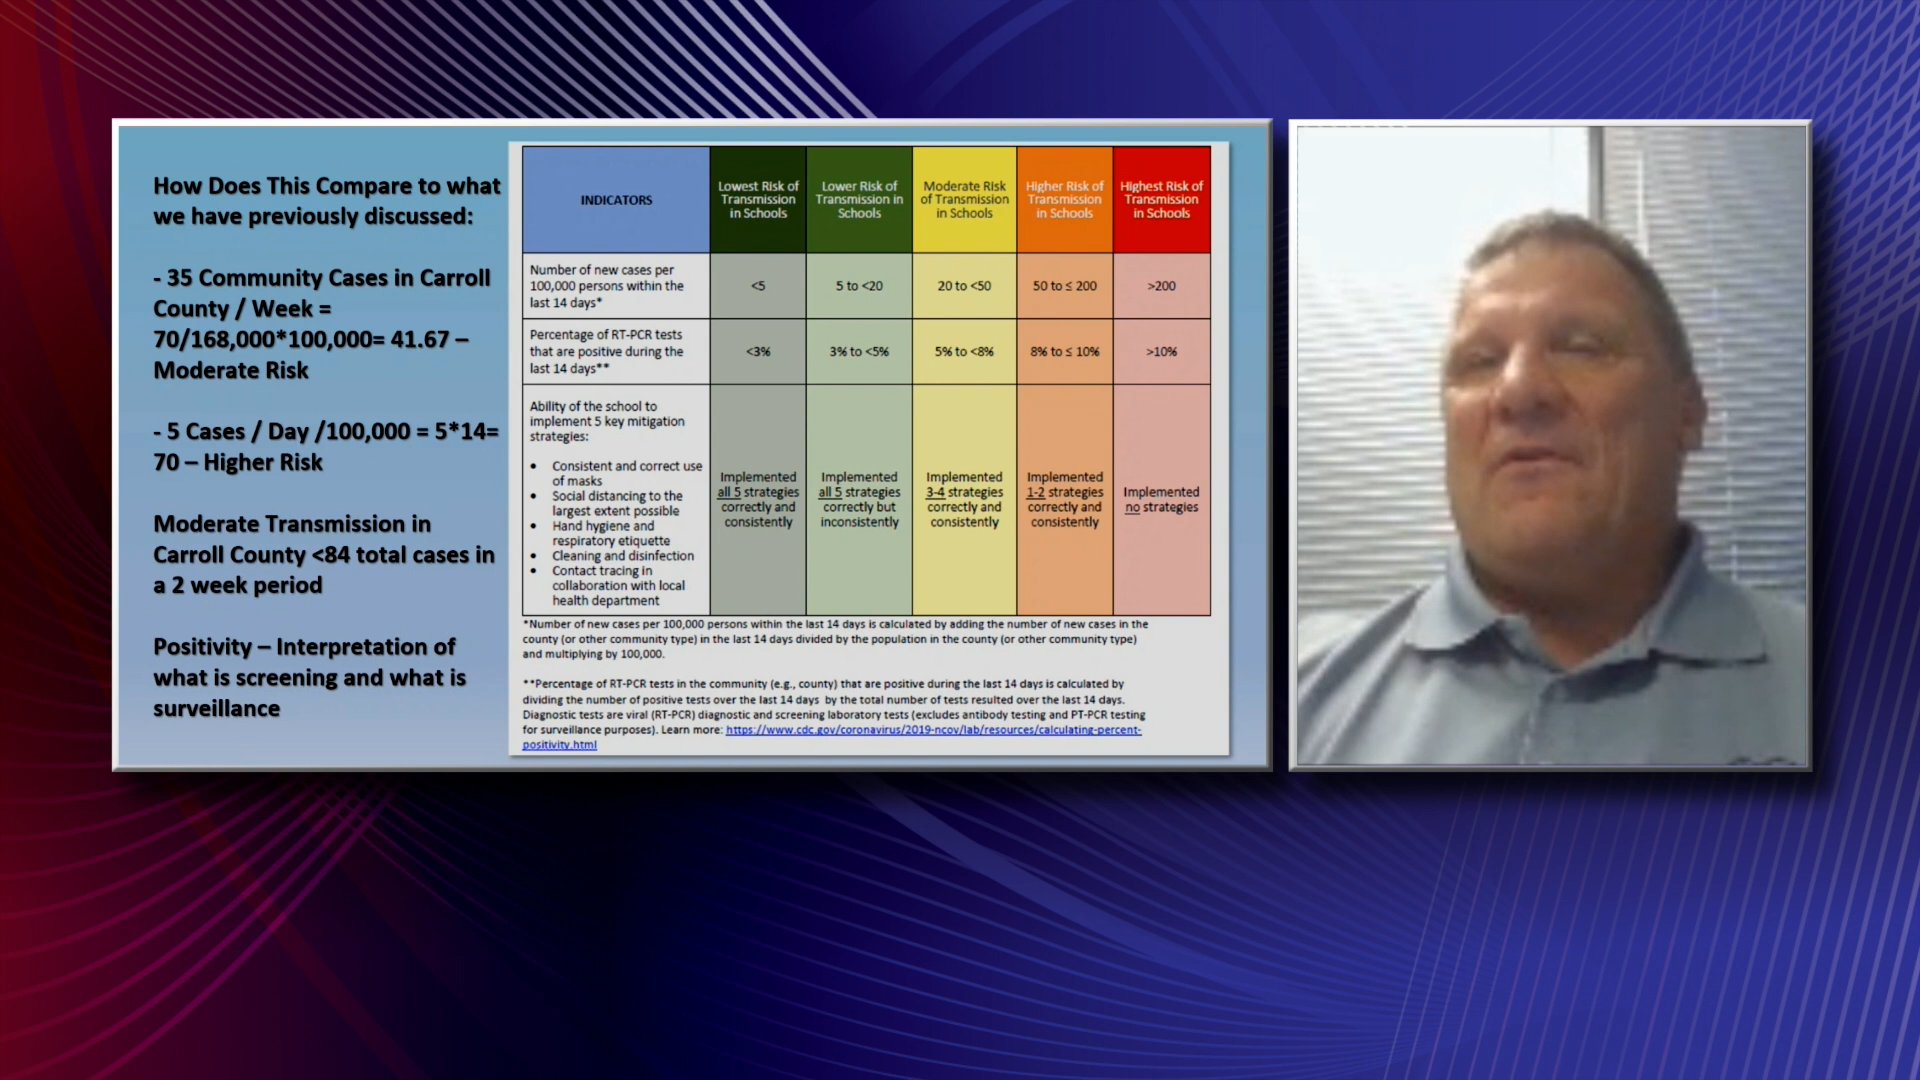 How Does This Compare to what
we have previously discussed:
- 35 Community Cases in Carroll
County / Week =
70/168,000*100,000= 41.67 –
Moderate Risk
- 5 Cases / Day /100,000 = 5*14=
70 – Higher Risk
Moderate Transmission in
Carroll County <84 total cases in
a 2 week period
Positivity – Interpretation of
what is screening and what is
surveillance
INDICATORS
Lowest Risk of
Transmission
in Schools
Lower Risk of
Transmission in
Schools
Moderate Risk
of Transmission
in Schools
Higher Risk of
Transmission
in Schools
Highest Risk of
Transmission
in Schools
Number of new cases per
100,000 persons within the
last 14 days*
<5
5 to <20
20 to <50
50 to ≤ 200
>200
Percentage of RT-PCR tests
that are positive during the
last 14 days**
<3%
3% to <5%
5% to <8%
8% to ≤ 10%
>10%
Ability of the school to
implement 5 key mitigation
strategies:
• Consistent and correct use
of masks
• Social distancing to the
largest extent possible
• Hand hygiene and
respiratory etiquette
• Cleaning and disinfection
• Contact tracing in
collaboration with local
health department
Implemented
all 5 strategies
correctly and
consistently
Implemented
all 5 strategies
correctly but
inconsistently
Implemented
3-4 strategies
correctly and
consistently
Implemented
1-2 strategies
correctly and
consistently
Implemented
no strategies
*Number of new cases per 100,000 persons within the last 14 days is calculated by adding the number of new cases in the
county (or other community type) in the last 14 days divided by the population in the county (or other community type)
and multiplying by 100,000.
**Percentage of RT-PCR tests in the community (e.g., county) that are positive during the last 14 days is calculated by
dividing the number of positive tests over the last 14 days by the total number of tests resulted over the last 14 days.
Diagnostic tests are viral (RT-PCR) diagnostic and screening laboratory tests (excludes antibody testing and PT-PCR testing
for surveillance purposes). Learn more: https://www.cdc.gov/coronavirus/2019-ncov/lab/resources/calculating-percent-
positivity.html